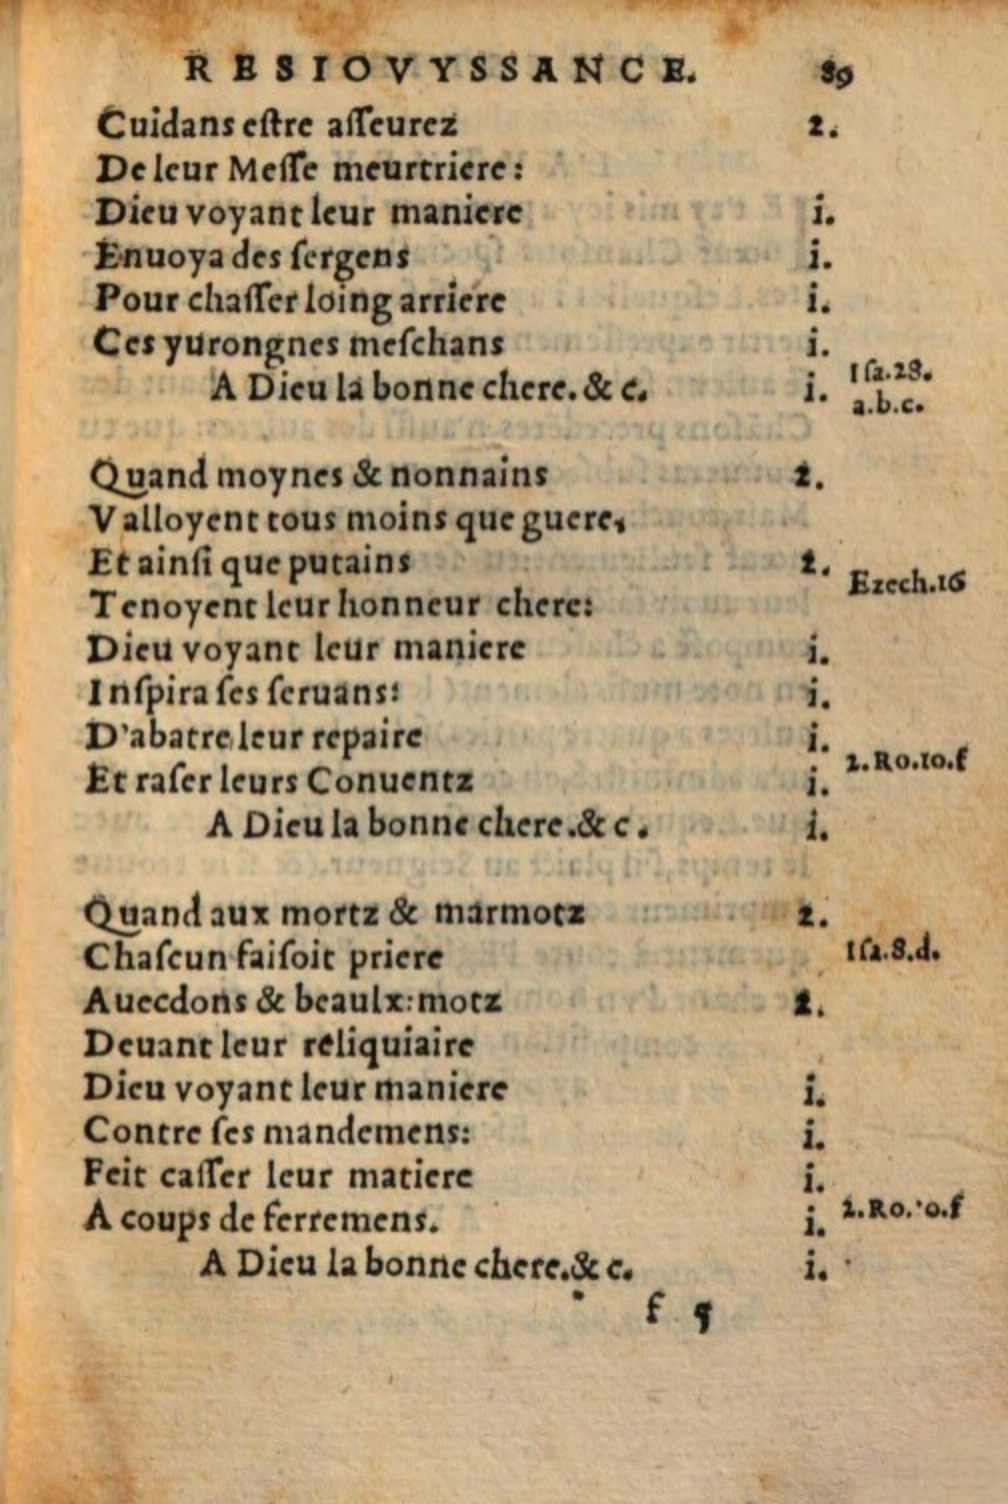 RESIOVYSSANCE. 89
Cuidans eſtre aſſeurez 2.
De leur Meſſe meurtriere:
Dieu voyant leur maniere i.
Enuoya des ſergens i.
Pour chaſſer loing arriere i.
Ces yurongnes meſchans i.
A Dieu la bonne chere. & c. i. Iſa.28.
a.b.c.
Quand moynes & nonnains 2.
Valloyent tous moins que guere,
Et ainſi que putains 2.
Ezech.16
Tenoyent leur honneur chere:
Dieu voyant leur maniere i.
Inſpira ſes ſeruans: i.
D'abatre leur repaire i.
2.Ro.10.f
Et raſer leurs Conuentz i.
A Dieu la bonne chere.& c. i.
Quand aux mortz & marmotz 2.
Chaſcun faiſoit priere Iſa.8.d.
Auecdons & beaulx:motz 2.
Deuant leur reliquiaire
Dieu voyant leur maniere i.
Contre ſes mandemens: i.
Feit caſſer leur matiere i.
A coups de ferremens. i. 2.Ro.·0.f
A Dieu la bonne chere.& c. i.
f